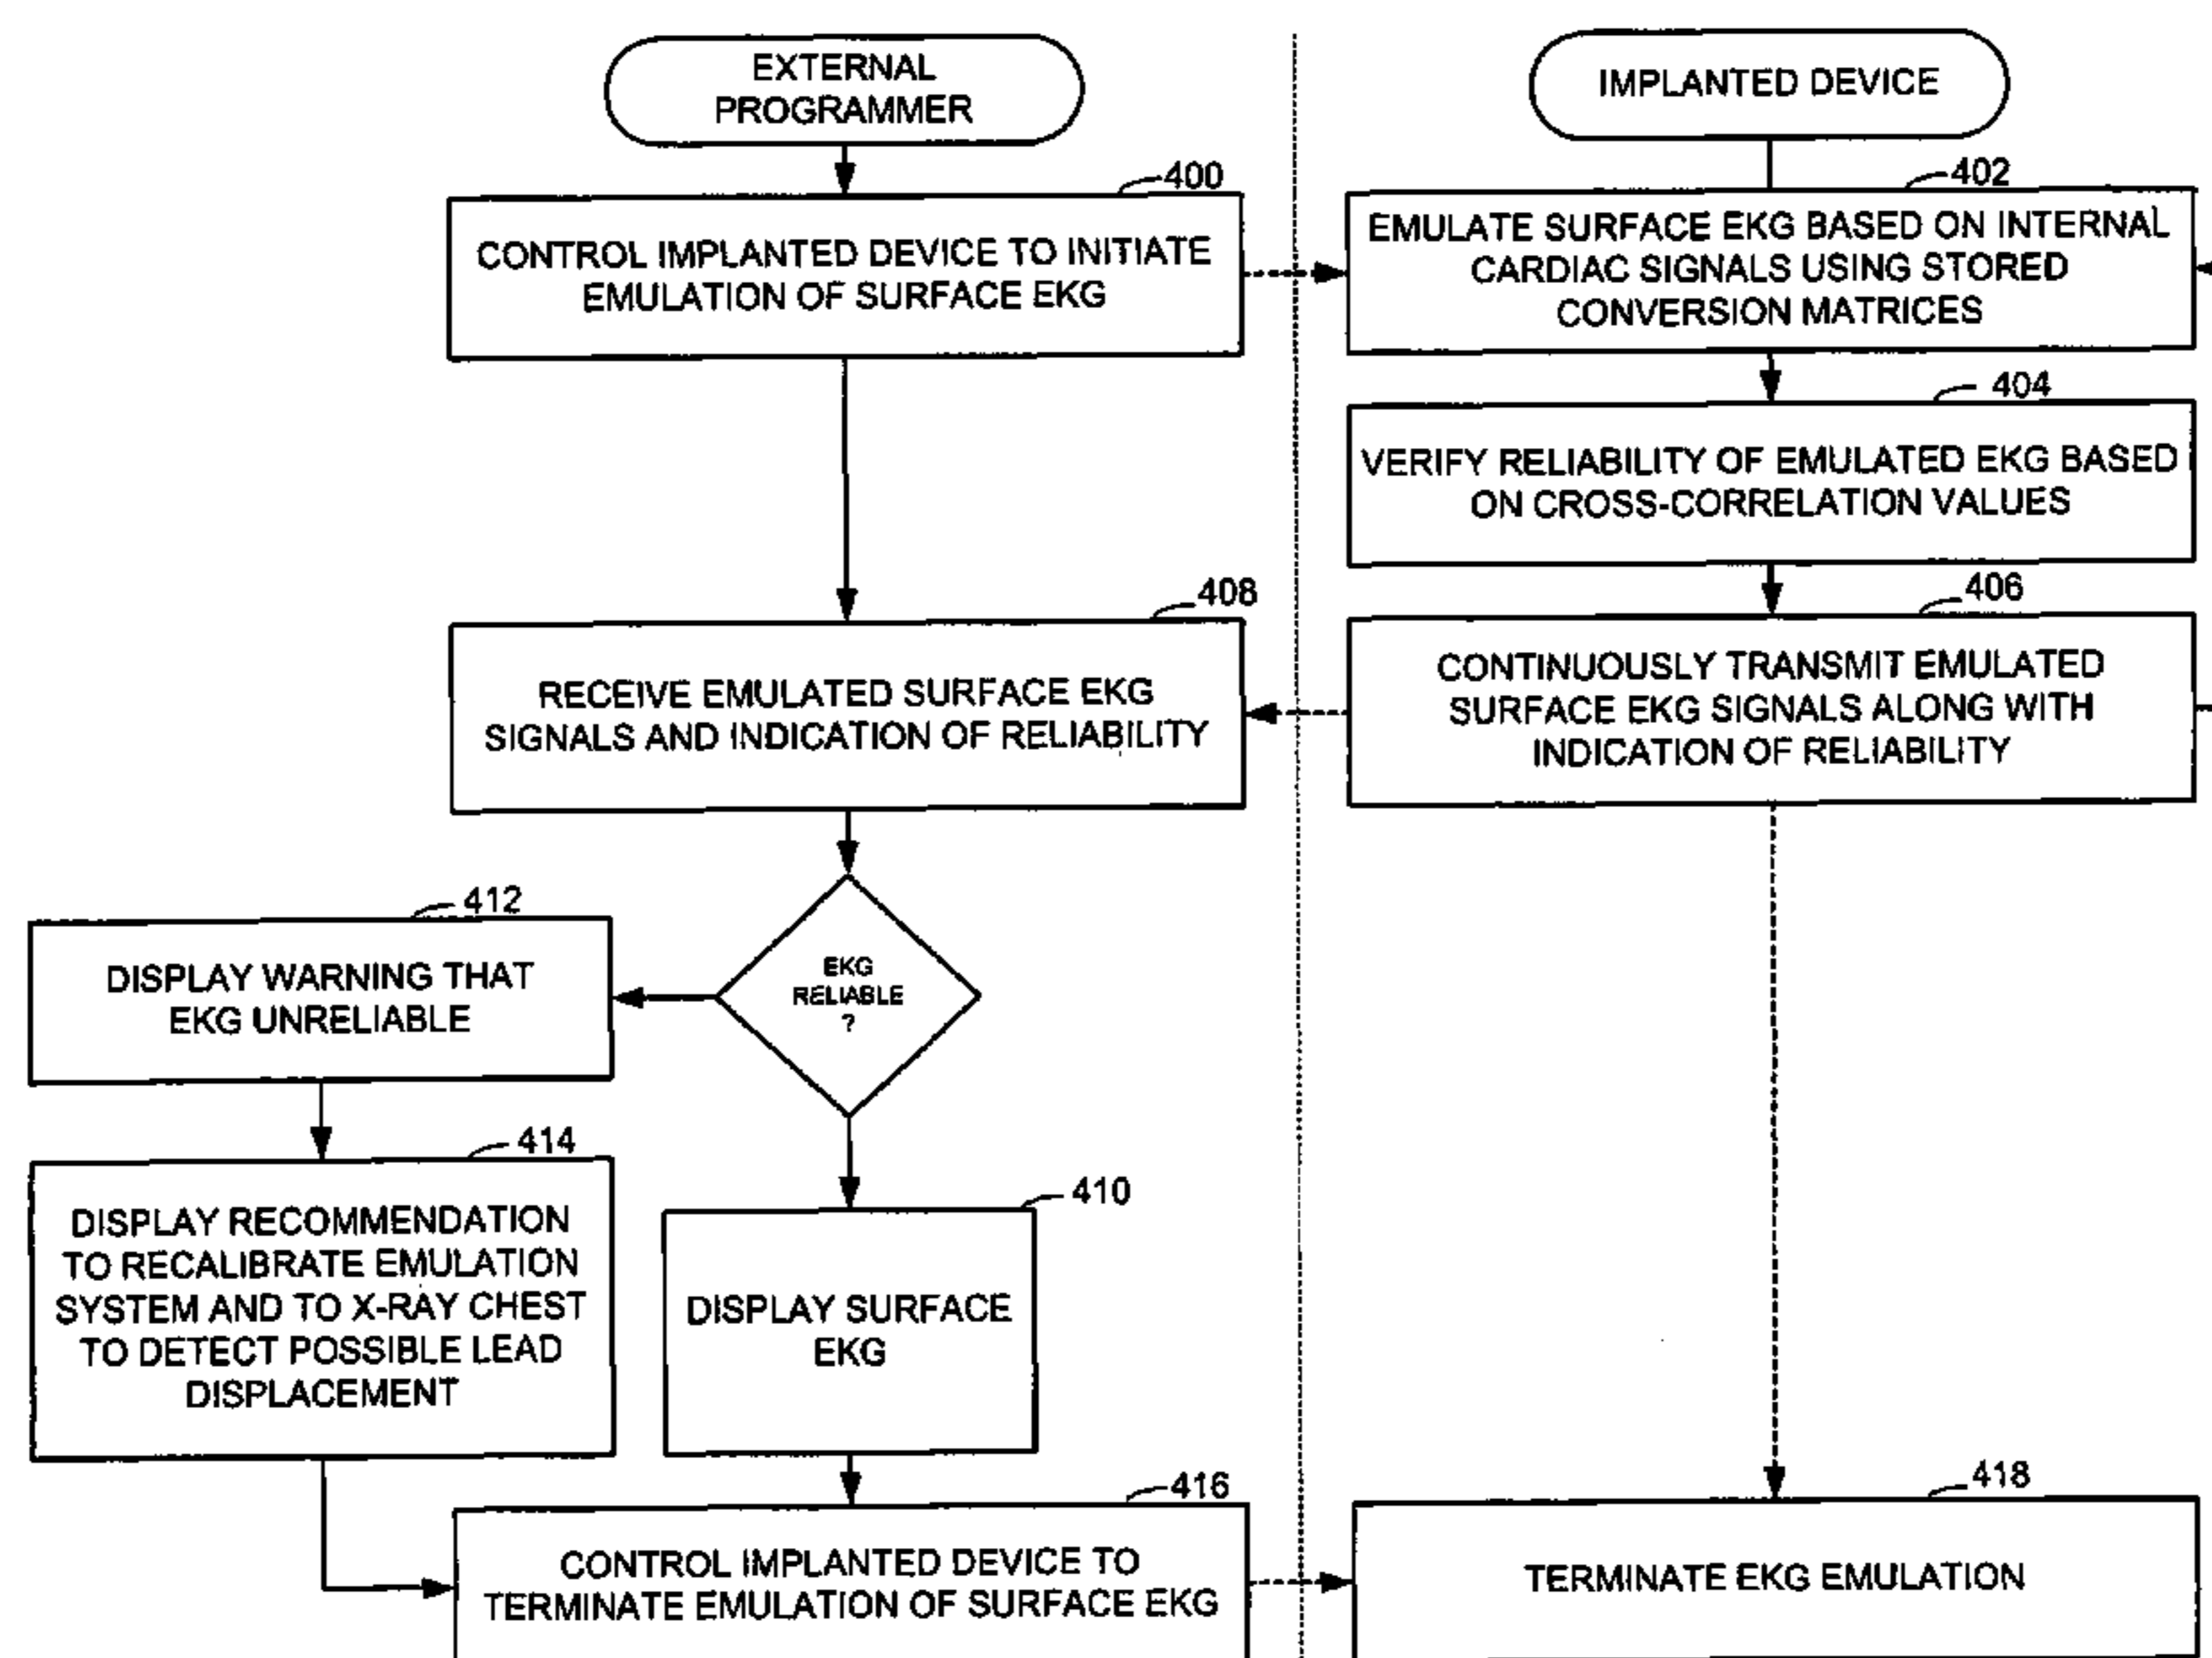 EXTERNAL
PROGRAMMER
IMPLANTED DEVICE
400
CONTROL IMPLANTED DEVICE TO INITIATE
EMULATION OF SURFACE EKG
402
EMULATE SURFACE EKG BASED ON INTERNAL
CARDIAC SIGNALS USING STORED
CONVERSION MATRICES
404
VERIFY RELIABILITY OF EMULATED EKG BASED
ON CROSS-CORRELATION VALUES
408
RECEIVE EMULATED SURFACE EKG
SIGNALS AND INDICATION OF RELIABILITY
406
CONTINUOUSLY TRANSMIT EMULATED
SURFACE EKG SIGNALS ALONG WITH
INDICATION OF RELIABILITY
EKG
RELIABLE
?
412
DISPLAY WARNING THAT
EKG UNRELIABLE
414
DISPLAY RECOMMENDATION
TO RECALIBRATE EMULATION
SYSTEM AND TO X-RAY CHEST
TO DETECT POSSIBLE LEAD
DISPLACEMENT
410
DISPLAY SURFACE
EKG
416
CONTROL IMPLANTED DEVICE TO
TERMINATE EMULATION OF SURFACE EKG
418
TERMINATE EKG EMULATION